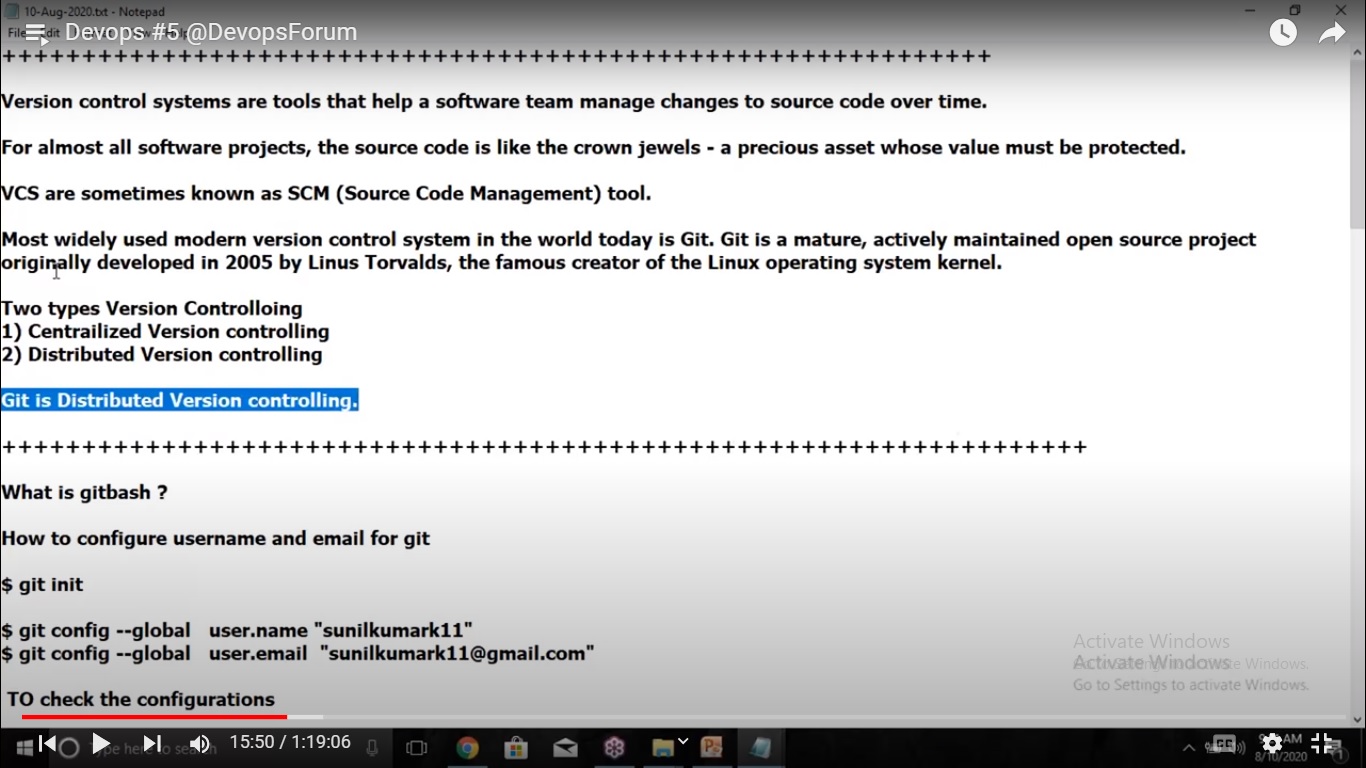 10-Aug-2020.txt - Notepad
Devops #5 @DevopsForum
++++++++++++++++++++++++++++++++++++++++++++++++++++++++++++++
Version control systems are tools that help a software team manage changes to source code over time.
For almost all software projects, the source code is like the crown jewels - a precious asset whose value must be protected.
VCS are sometimes known as SCM (Source Code Management) tool.
Most widely used modern version control system in the world today is Git. Git is a mature, actively maintained open source project
originally developed in 2005 by Linus Torvalds, the famous creator of the Linux operating system kernel.
Two types Version Controlloing
1) Centrailized Version controlling
2) Distributed Version controlling
Git is Distributed Version controlling.
++++++++++++++++++++++++++++++++++++++++++++++++++++++++++++++++++++
What is gitbash ?
How to configure username and email for git
$ git init
$ git config --global user.name "sunilkumark11"
$ git config --global user.email "sunilkumark11@gmail.com"
TO check the configurations
Activate Windows
Activate Windows
Go to Settings to activate Windows.
15:50 / 1:19:06
8/10/2020